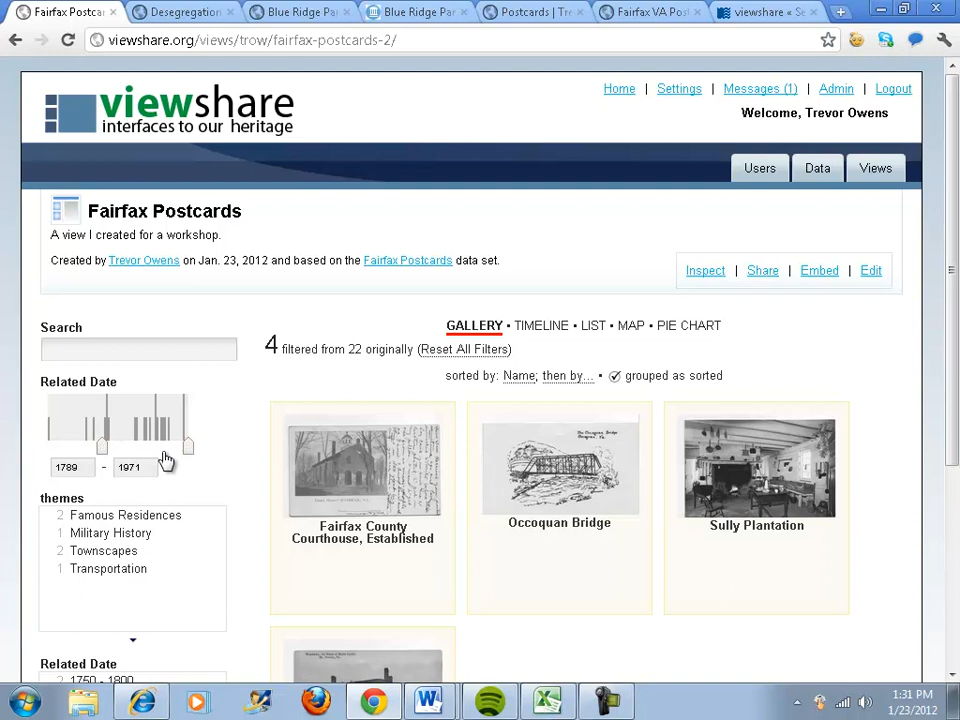 Fairfax Postcar
Desegregation
Blue Ridge Par
Blue Ridge Par
Postcards | Tre
Fairfax VA Post
viewshare « Se
viewshare.org/views/trow/fairfax-postcards-2/
Home | Settings | Messages (1) | Admin | Logout
viewshare
interfaces to our heritage
Welcome, Trevor Owens
Users Data Views
Fairfax Postcards
A view I created for a workshop.
Created by Trevor Owens on Jan. 23, 2012 and based on the Fairfax Postcards data set.
Inspect | Share | Embed | Edit
Search
GALLERY • TIMELINE • LIST • MAP • PIE CHART
4 filtered from 22 originally (Reset All Filters)
sorted by: Name; then by... • grouped as sorted
Related Date
1789 - 1971
themes
2 Famous Residences
1 Military History
2 Townscapes
1 Transportation
Fairfax County
Courthouse, Established
Occoquan Bridge
Sully Plantation
Related Date
1750 - 1800
1:31 PM
1/23/2012